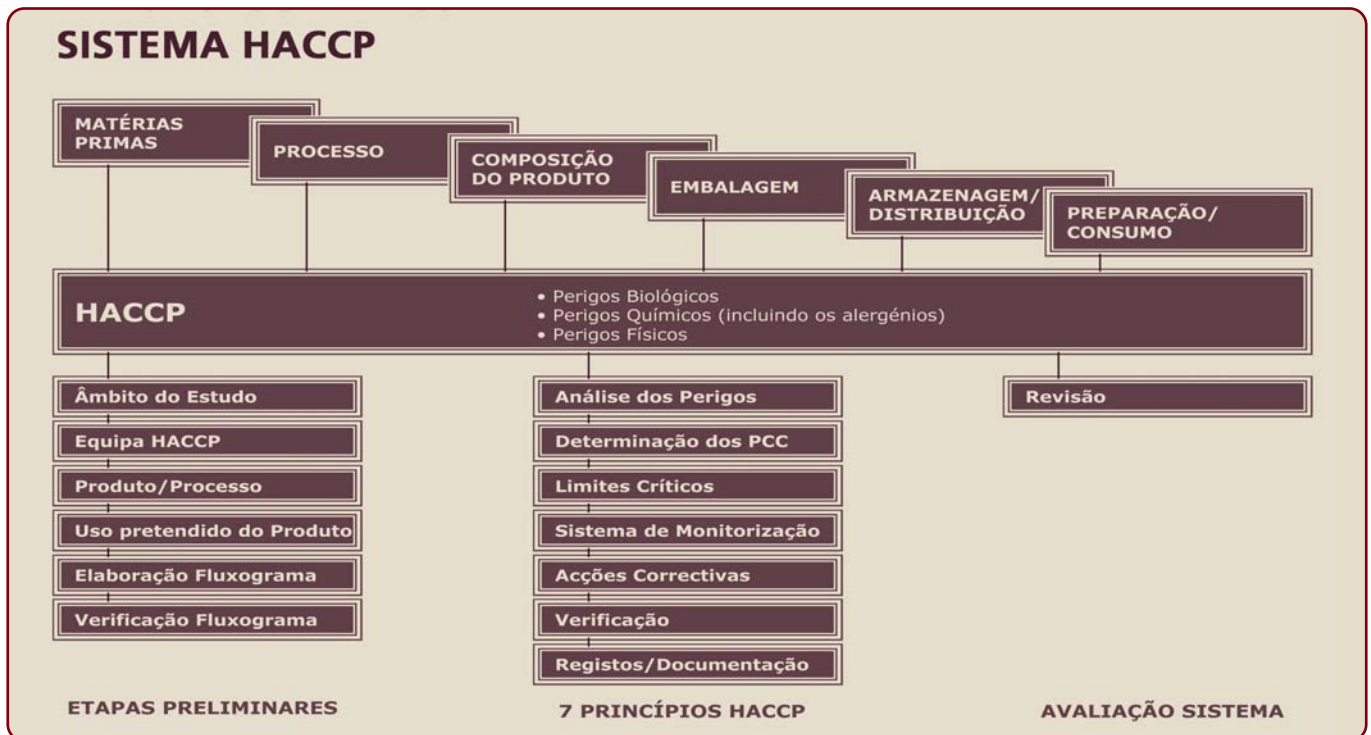 SISTEMA HACCP
MATÉRIAS
PRIMAS
PROCESSO
COMPOSIÇÃO
DO PRODUTO
EMBALAGEM
ARMAZENAGEM/
DISTRIBUIÇÃO
PREPARAÇÃO/
CONSUMO
HACCP
• Perigos Biológicos
• Perigos Químicos (incluindo os alergénios)
• Perigos Físicos
Âmbito do Estudo
Equipa HACCP
Produto/Processo
Uso pretendido do Produto
Elaboração Fluxograma
Verificação Fluxograma
ETAPAS PRELIMINARES
Análise dos Perigos
Determinação dos PCC
Limites Críticos
Sistema de Monitorização
Acções Correctivas
Verificação
Registos/Documentação
7 PRINCÍPIOS HACCP
Revisão
AVALIAÇÃO SISTEMA